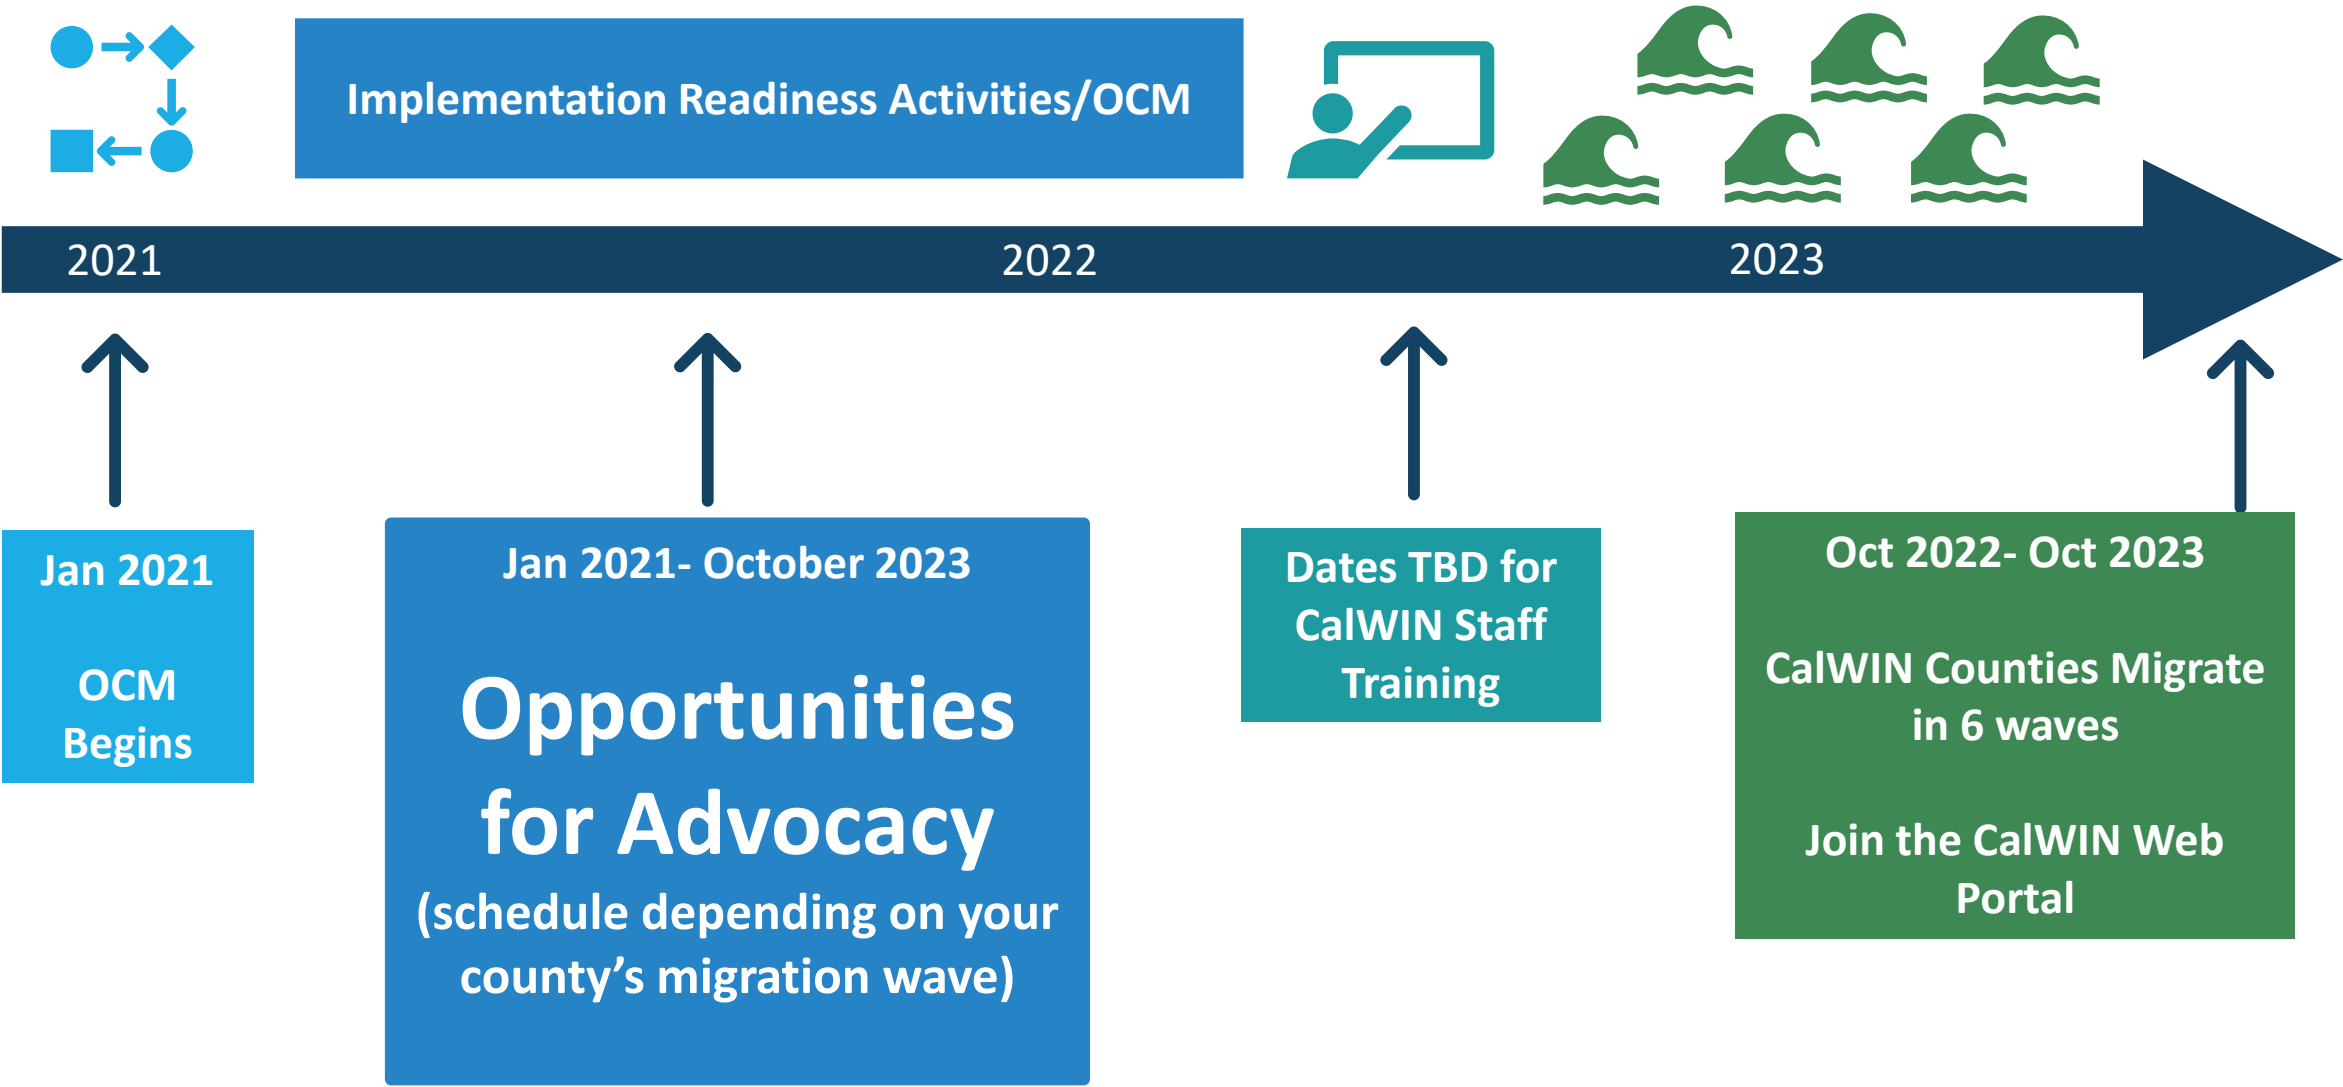 Implementation Readiness Activities/OCM
2021
2022
2023
Jan 2021
OCM
Begins
Jan 2021- October 2023
Opportunities
for Advocacy
(schedule depending on your
county’s migration wave)
Dates TBD for
CalWIN Staff
Training
Oct 2022- Oct 2023
CalWIN Counties Migrate
in 6 waves
Join the CalWIN Web
Portal